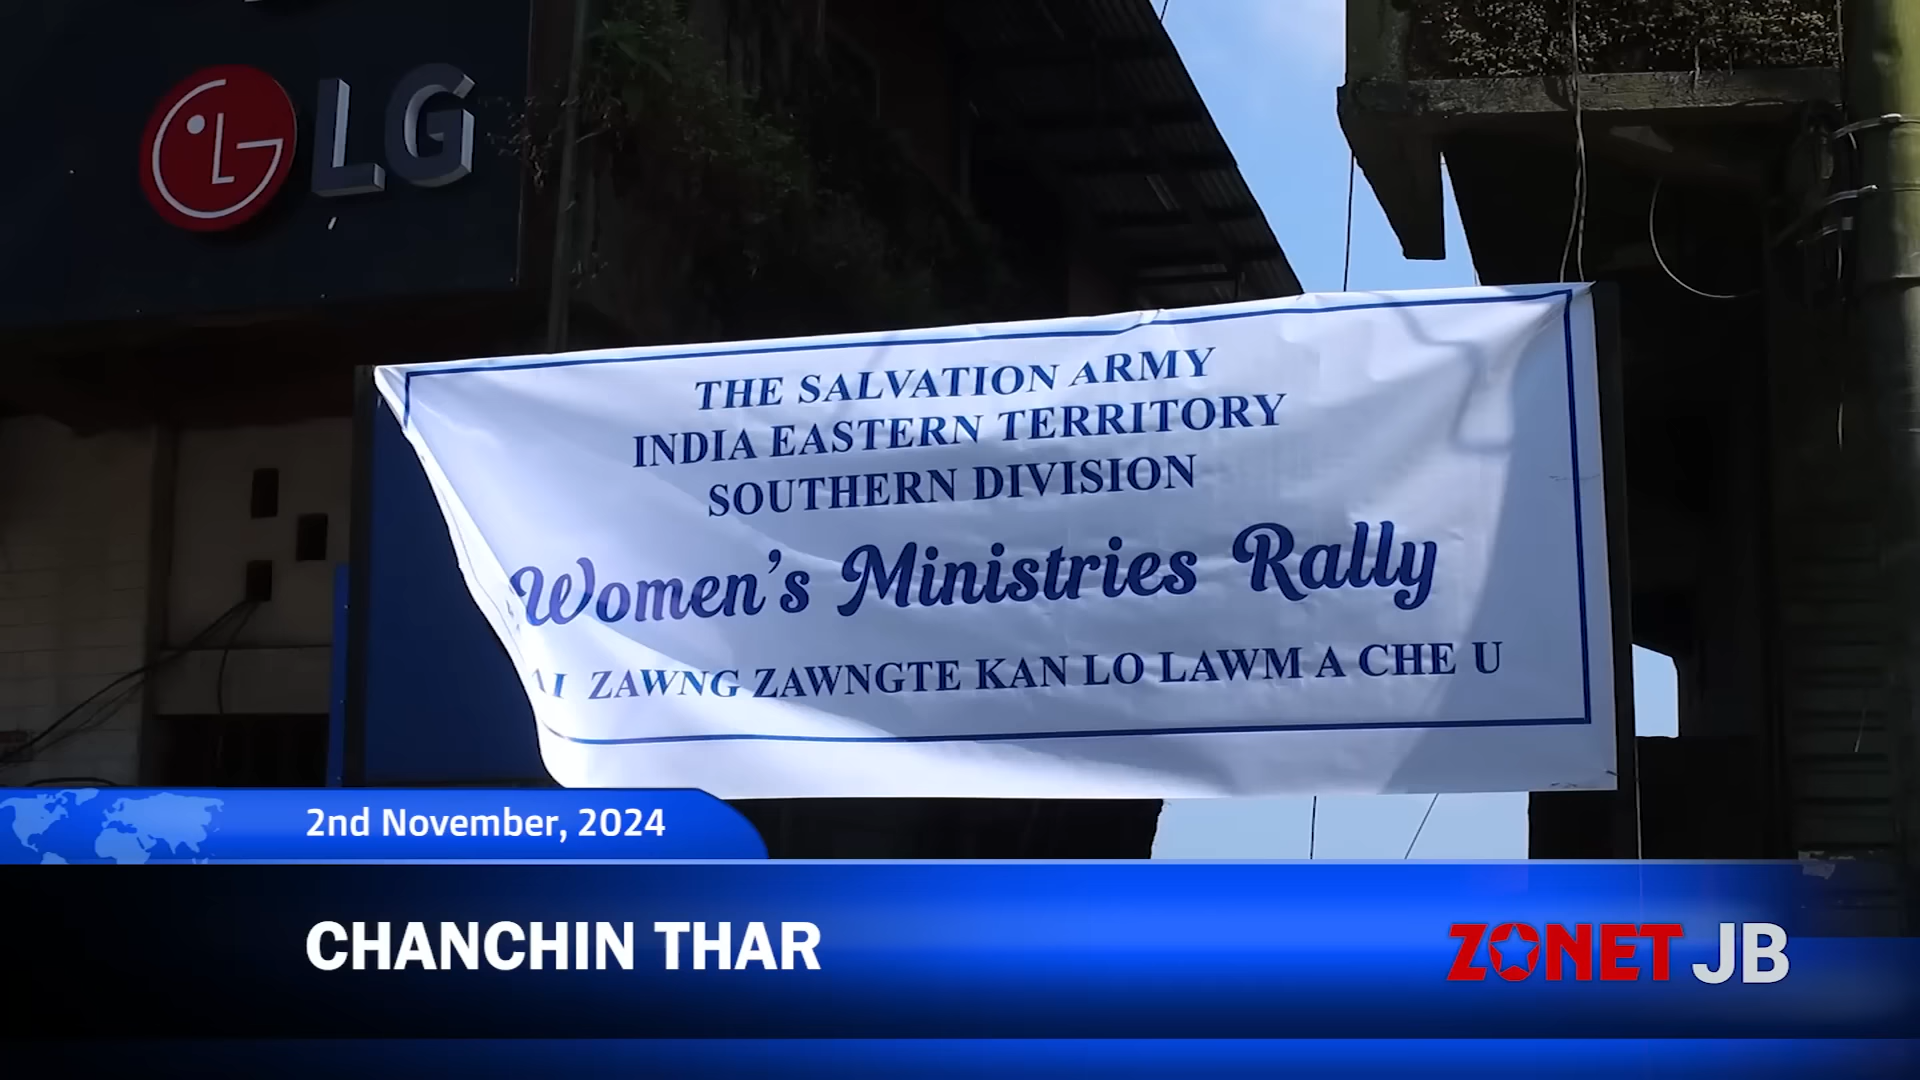 LG
THE SALVATION ARMY
INDIA EASTERN TERRITORY
SOUTHERN DIVISION
Women's Ministries Rally
ZAWNG ZAWNGTE KAN LO LAWM A CHE U
2nd November, 2024
CHANCHIN THAR
ZONET JB